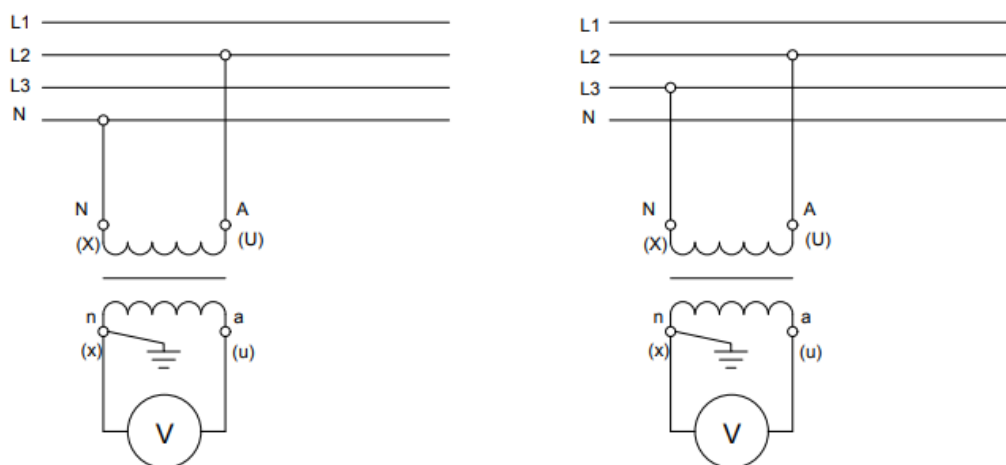 L1
L2
L3
N
N
A
(X)
(U)
n
a
(x)
(u)
V
L1
L2
L3
N
N
A
(X)
(U)
n
a
(x)
(u)
V